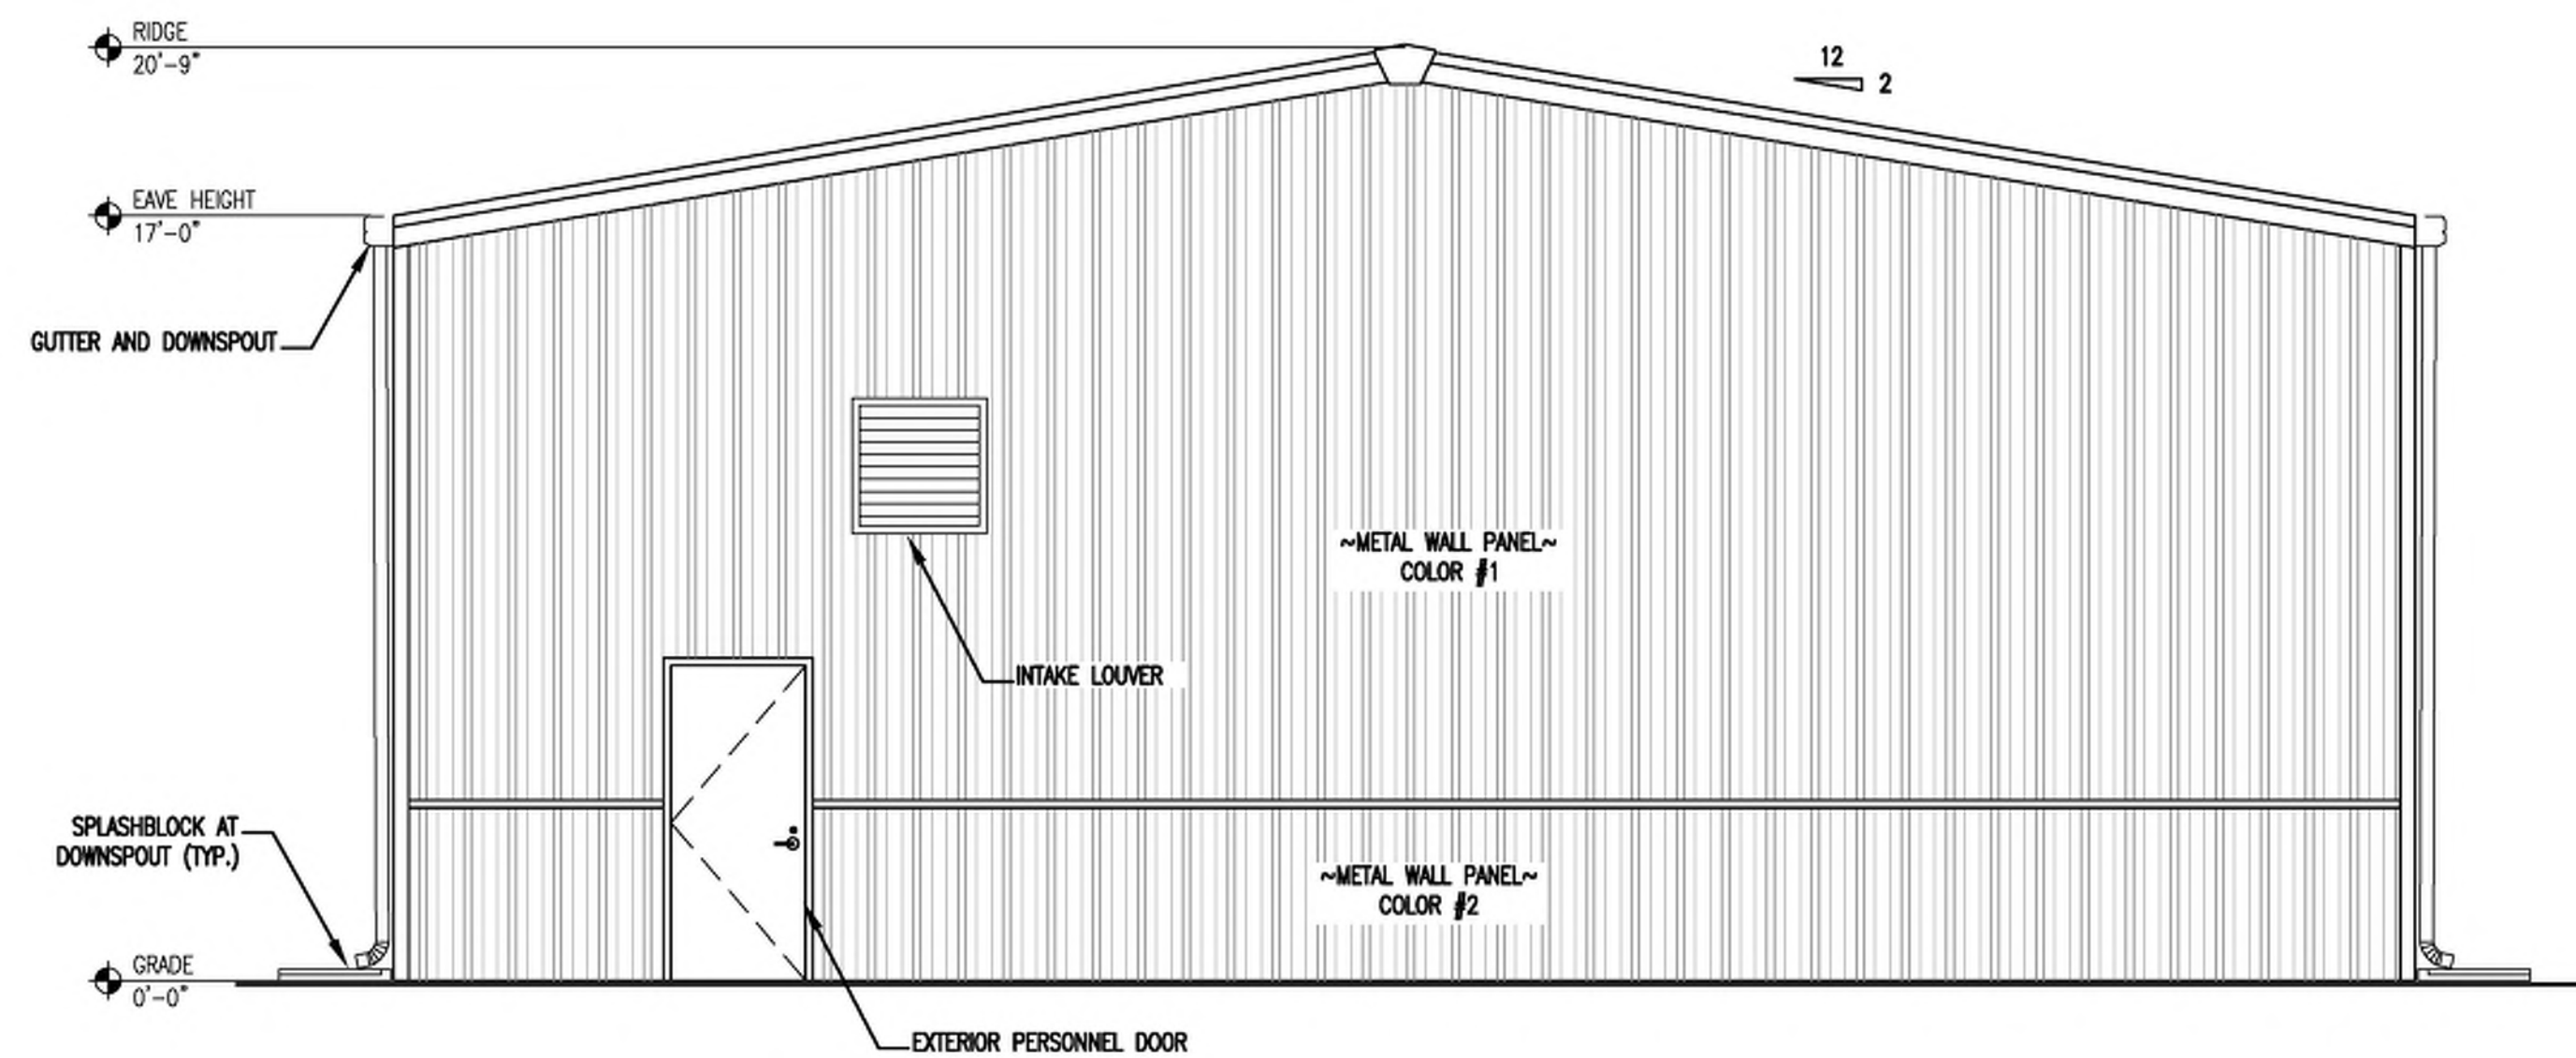 RIDGE
20'-9"
12
2
EAVE HEIGHT
17'-0"
GUTTER AND DOWNSPOUT
~METAL WALL PANEL~
COLOR #1
INTAKE LOUVER
SPLASHBLOCK AT
DOWNSPOUT (TYP.)
~METAL WALL PANEL~
COLOR #2
GRADE
0'-0"
EXTERIOR PERSONNEL DOOR